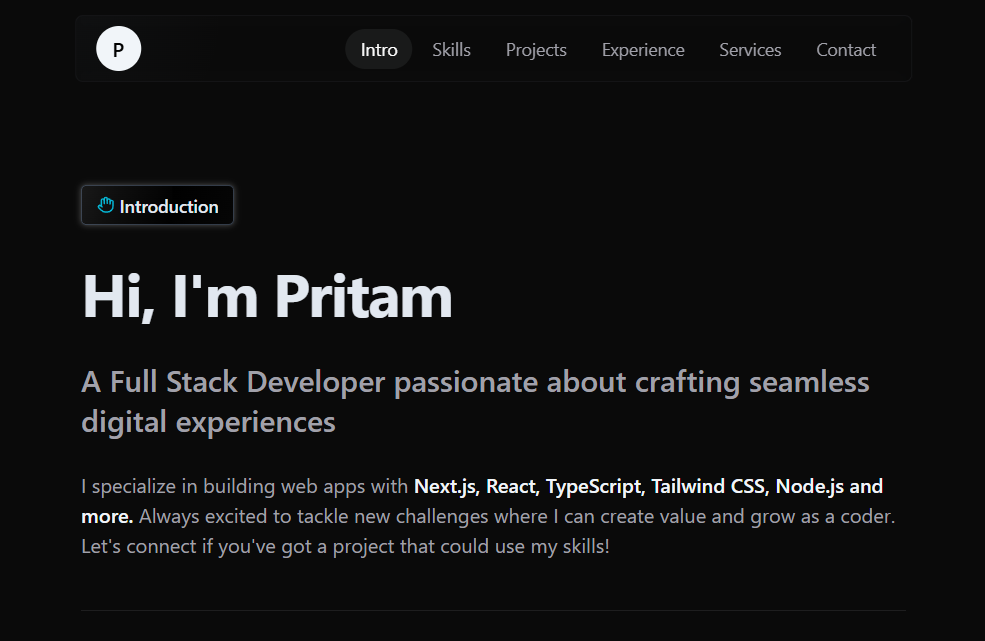 P
Intro Skills Projects Experience Services Contact
Introduction
Hi, I'm Pritam
A Full Stack Developer passionate about crafting seamless
digital experiences
I specialize in building web apps with Next.js, React, TypeScript, Tailwind CSS, Node.js and
more. Always excited to tackle new challenges where I can create value and grow as a coder.
Let's connect if you've got a project that could use my skills!